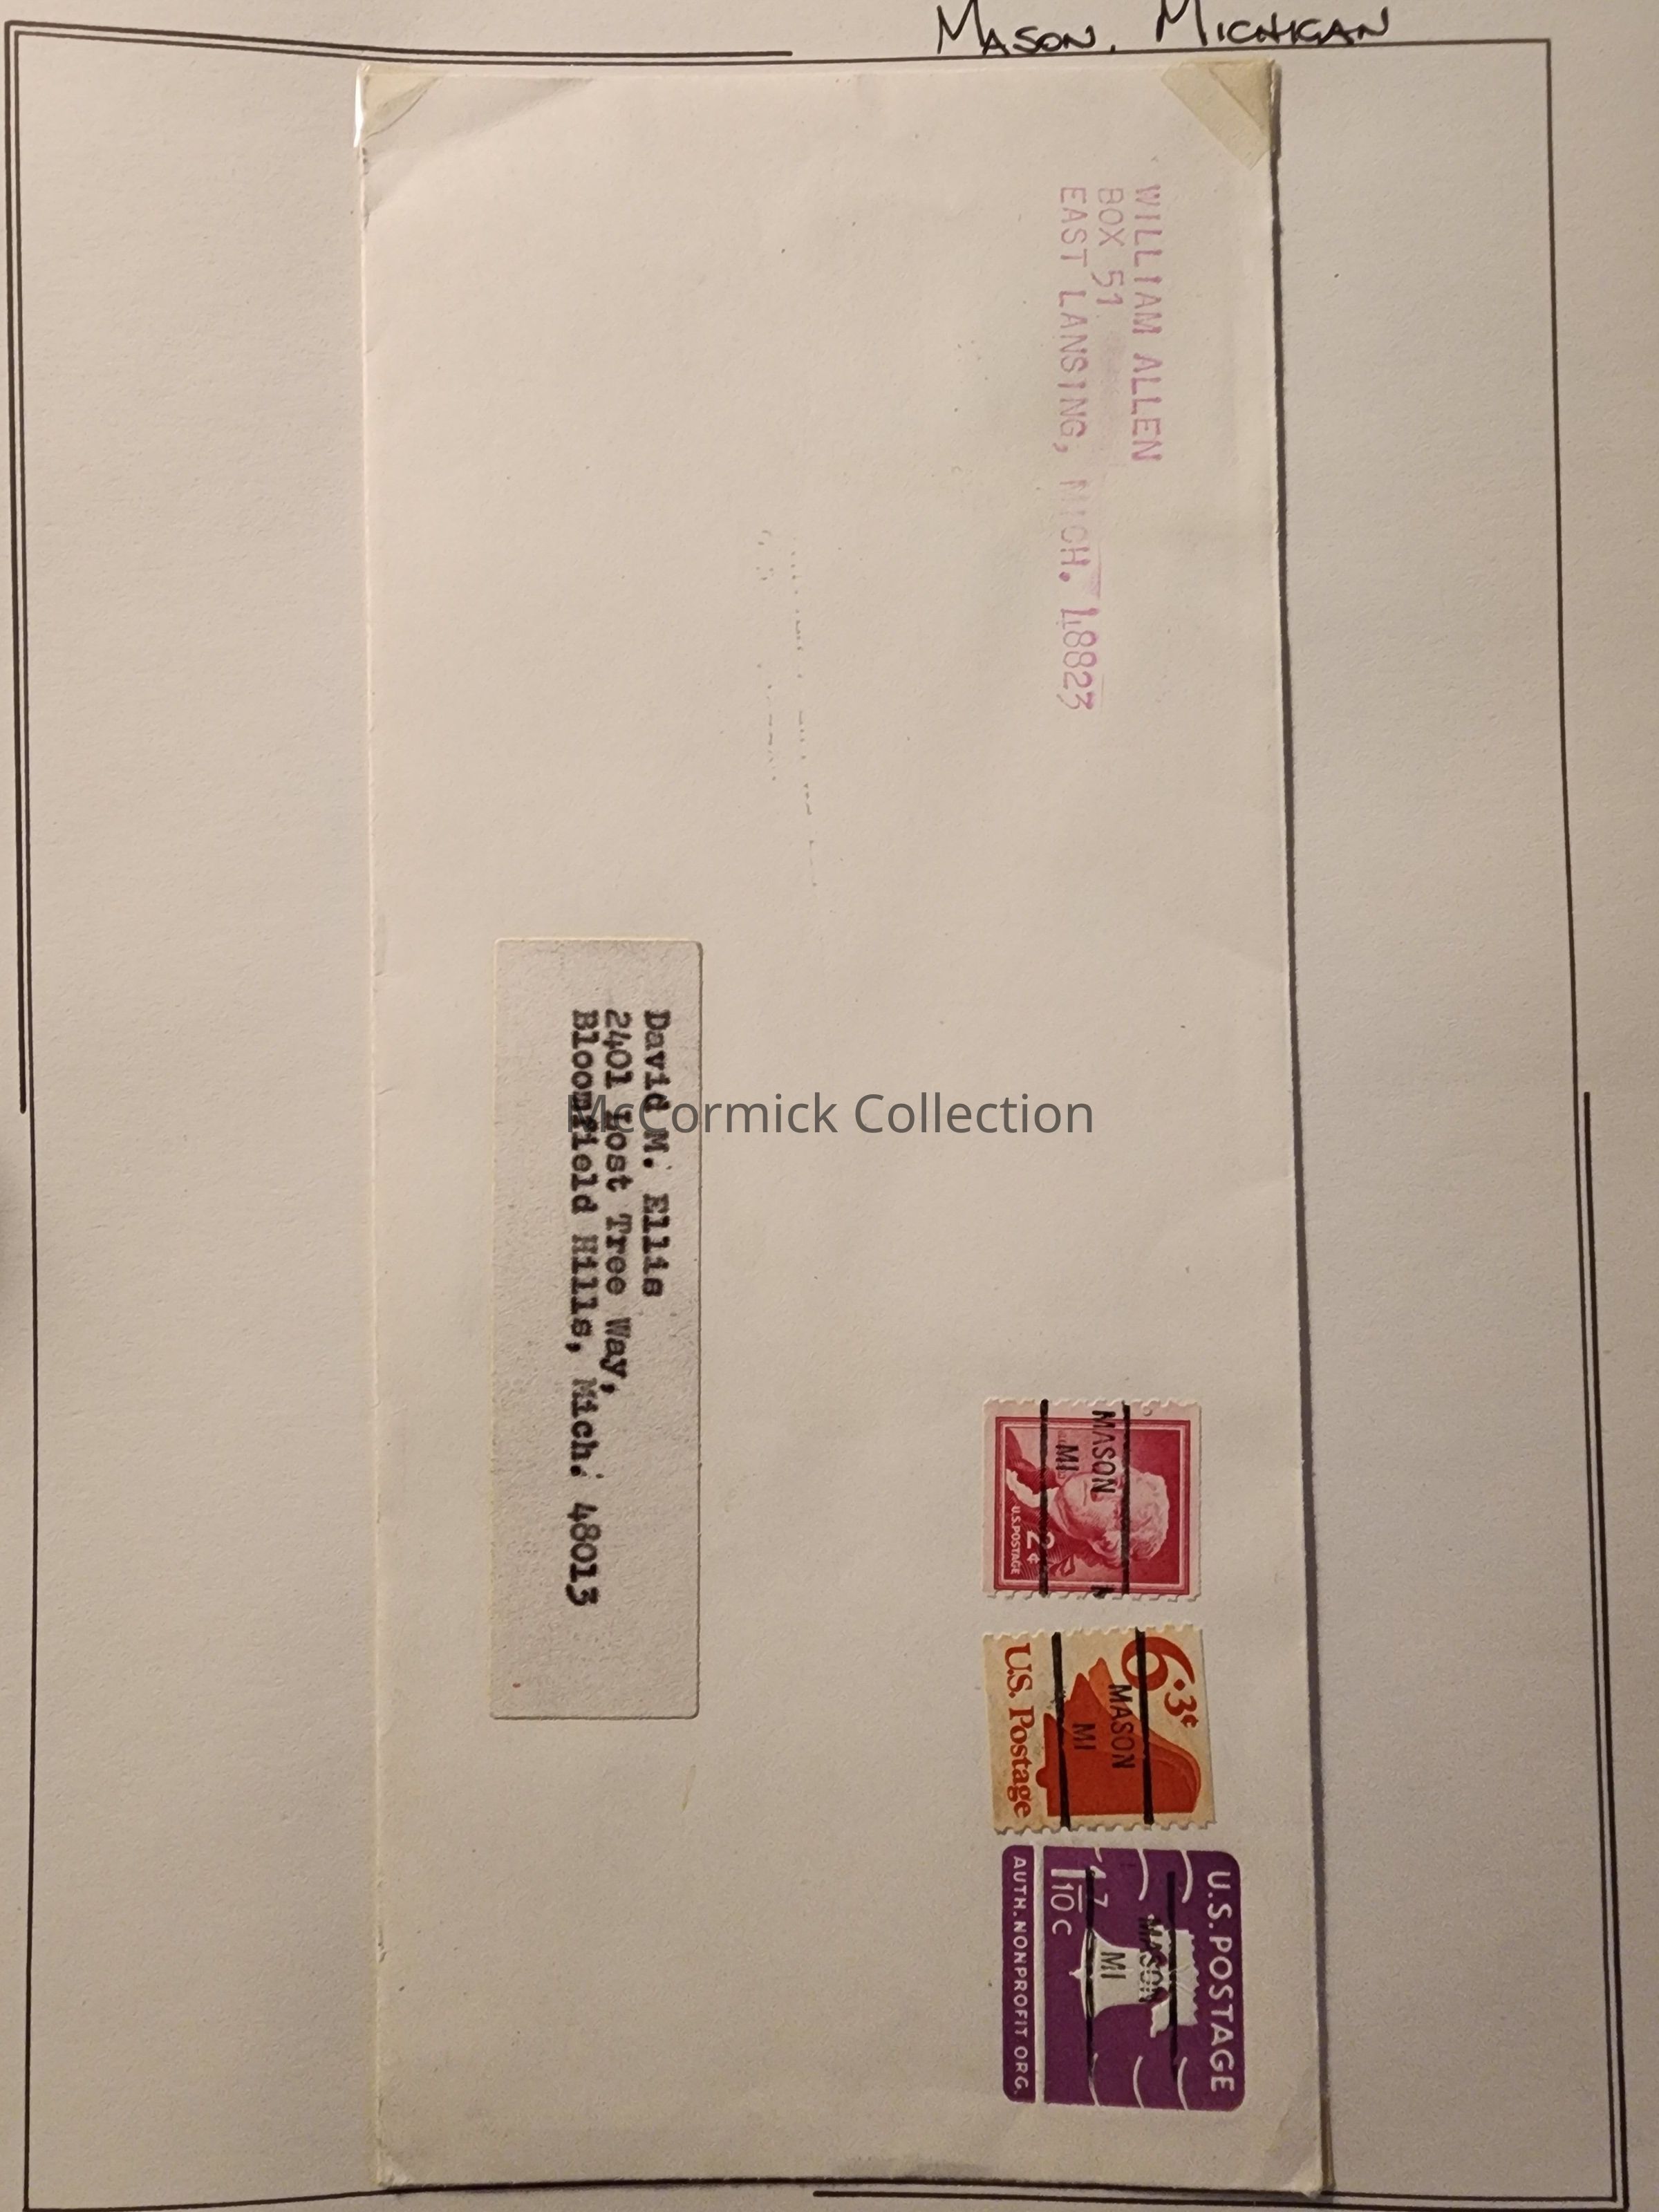 MASON, MICHIGAN
WILLIAM ALLEN
BOX 51
EAST LANSING, MICH. 48823
MASON
MI
2¢
U.S.POSTAGE
6.3¢
MASON
MI
U.S. Postage
U.S.POSTAGE
MASON
MI
1 7/10 C
AUTH.NONPROFIT ORG.
David M. Ellis
2401 Lost Tree Way,
Bloomfield Hills, Mich. 48013
McCormick Collection